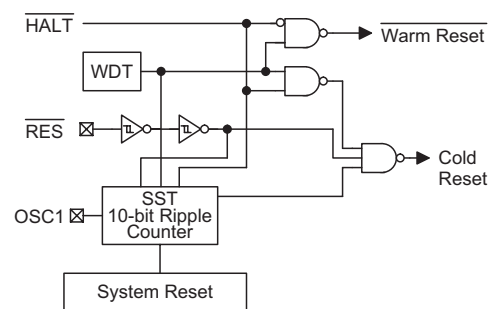 HALT
Warm Reset
WDT
RES
Cold
Reset
SST
10-bit Ripple
Counter
OSC1
System Reset